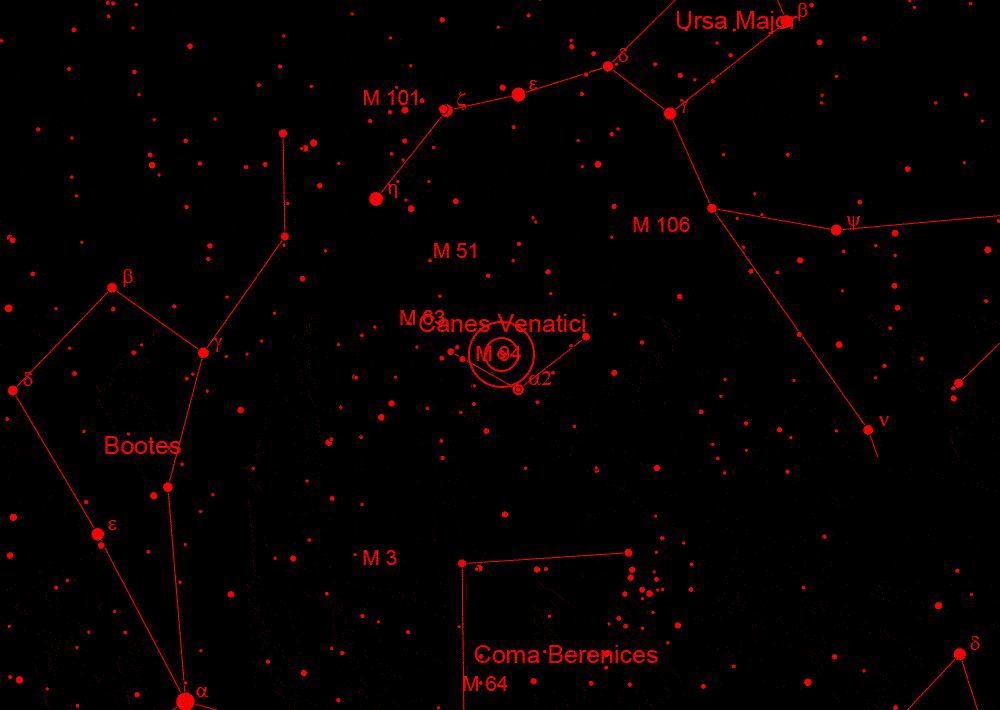 Ursa Major β
δ
ε
M 101 ζ
γ
η
ψ
M 106
M 51
β
M 63
Canes Venatici
γ
M 94
δ
α2
ν
Bootes
ε
M 3
δ
Coma Berenices
M 64
α